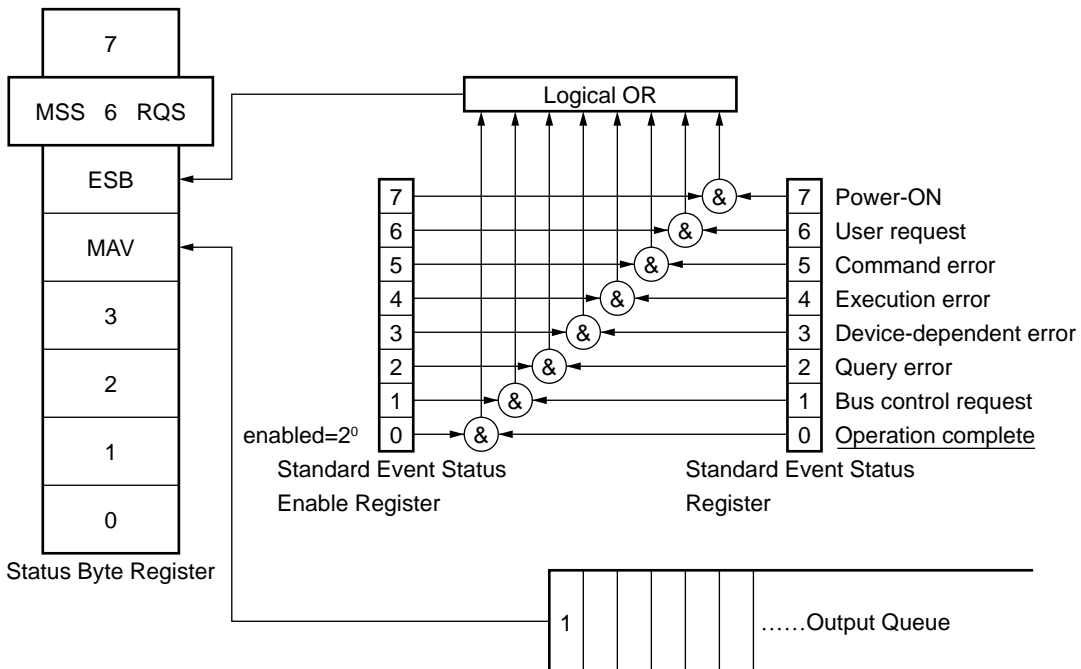 7
MSS 6 RQS
ESB
MAV
3
2
1
0
Status Byte Register
Logical OR
7 & 7 Power-ON
6 & 6 User request
5 & 5 Command error
4 & 4 Execution error
3 & 3 Device-dependent error
2 & 2 Query error
1 & 1 Bus control request
enabled=2⁰ 0 & 0 Operation complete
Standard Event Status
Enable Register
Standard Event Status
Register
1 ......Output Queue